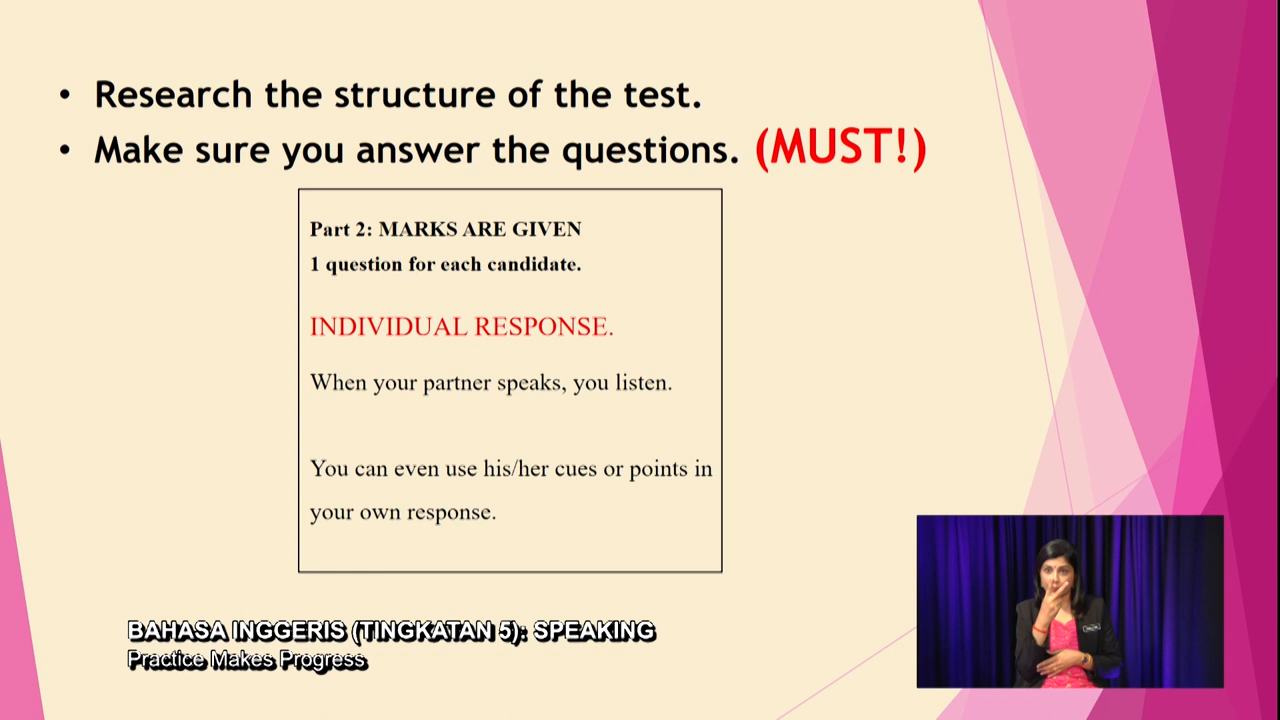 • Research the structure of the test.
• Make sure you answer the questions. (MUST!)
Part 2: MARKS ARE GIVEN
1 question for each candidate.
INDIVIDUAL RESPONSE.
When your partner speaks, you listen.
You can even use his/her cues or points in
your own response.
BAHASA INGGERIS (TINGKATAN 5): SPEAKING
Practice Makes Progress